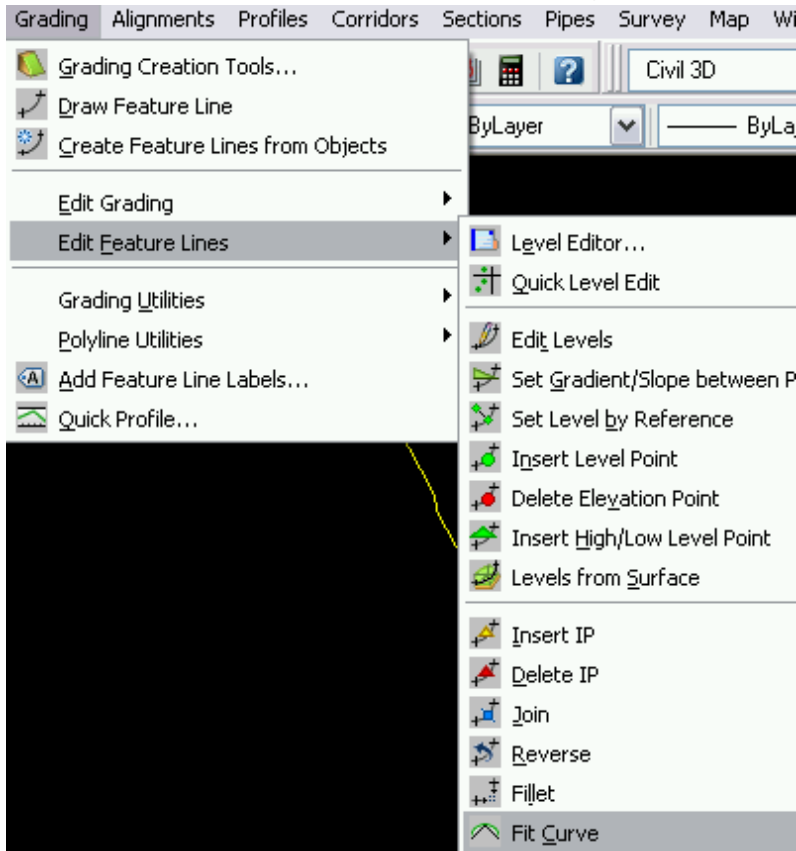 Grading Alignments Profiles Corridors Sections Pipes Survey Map Wi
Grading Creation Tools...
Civil 3D
Draw Feature Line
ByLayer
ByLa
Create Feature Lines from Objects
Edit Grading
Edit Feature Lines
Grading Utilities
Polyline Utilities
Add Feature Line Labels...
Quick Profile...
Level Editor...
Quick Level Edit
Edit Levels
Set Gradient/Slope between P
Set Level by Reference
Insert Level Point
Delete Elevation Point
Insert High/Low Level Point
Levels from Surface
Insert IP
Delete IP
Join
Reverse
Fillet
Fit Curve